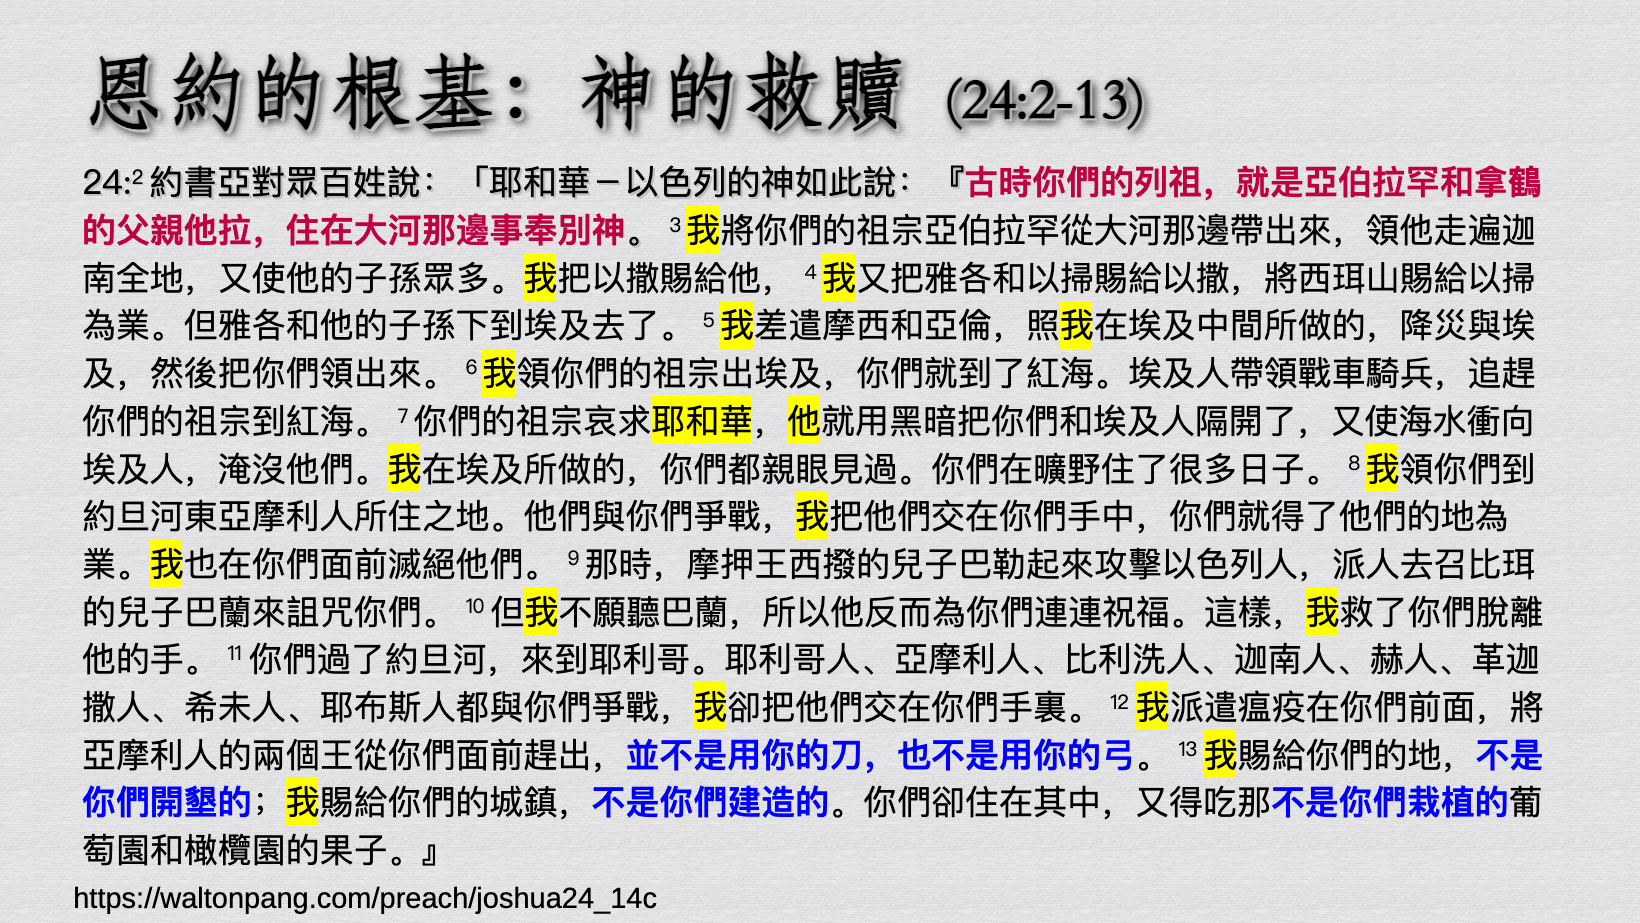 恩約的根基：神的救贖 (24:2-13)
24:2 約書亞對眾百姓說：「耶和華－以色列的神如此說：『古時你們的列祖，就是亞伯拉罕和拿鶴
的父親他拉，住在大河那邊事奉別神。 3 我將你們的祖宗亞伯拉罕從大河那邊帶出來，領他走遍迦
南全地，又使他的子孫眾多。我把以撒賜給他， 4 我又把雅各和以掃賜給以撒，將西珥山賜給以掃
為業。但雅各和他的子孫下到埃及去了。 5 我差遣摩西和亞倫，照我在埃及中間所做的，降災與埃
及，然後把你們領出來。 6 我領你們的祖宗出埃及，你們就到了紅海。埃及人帶領戰車騎兵，追趕
你們的祖宗到紅海。 7 你們的祖宗哀求耶和華，他就用黑暗把你們和埃及人隔開了，又使海水衝向
埃及人，淹沒他們。我在埃及所做的，你們都親眼見過。你們在曠野住了很多日子。 8 我領你們到
約旦河東亞摩利人所住之地。他們與你們爭戰，我把他們交在你們手中，你們就得了他們的地為
業。我也在你們面前滅絕他們。 9 那時，摩押王西撥的兒子巴勒起來攻擊以色列人，派人去召比珥
的兒子巴蘭來詛咒你們。 10 但我不願聽巴蘭，所以他反而為你們連連祝福。這樣，我救了你們脫離
他的手。 11 你們過了約旦河，來到耶利哥。耶利哥人、亞摩利人、比利洗人、迦南人、赫人、革迦
撒人、希未人、耶布斯人都與你們爭戰，我卻把他們交在你們手裏。 12 我派遣瘟疫在你們前面，將
亞摩利人的兩個王從你們面前趕出，並不是用你的刀，也不是用你的弓。 13 我賜給你們的地，不是
你們開墾的；我賜給你們的城鎮，不是你們建造的。你們卻住在其中，又得吃那不是你們栽植的葡
萄園和橄欖園的果子。』
https://waltonpang.com/preach/joshua24_14c